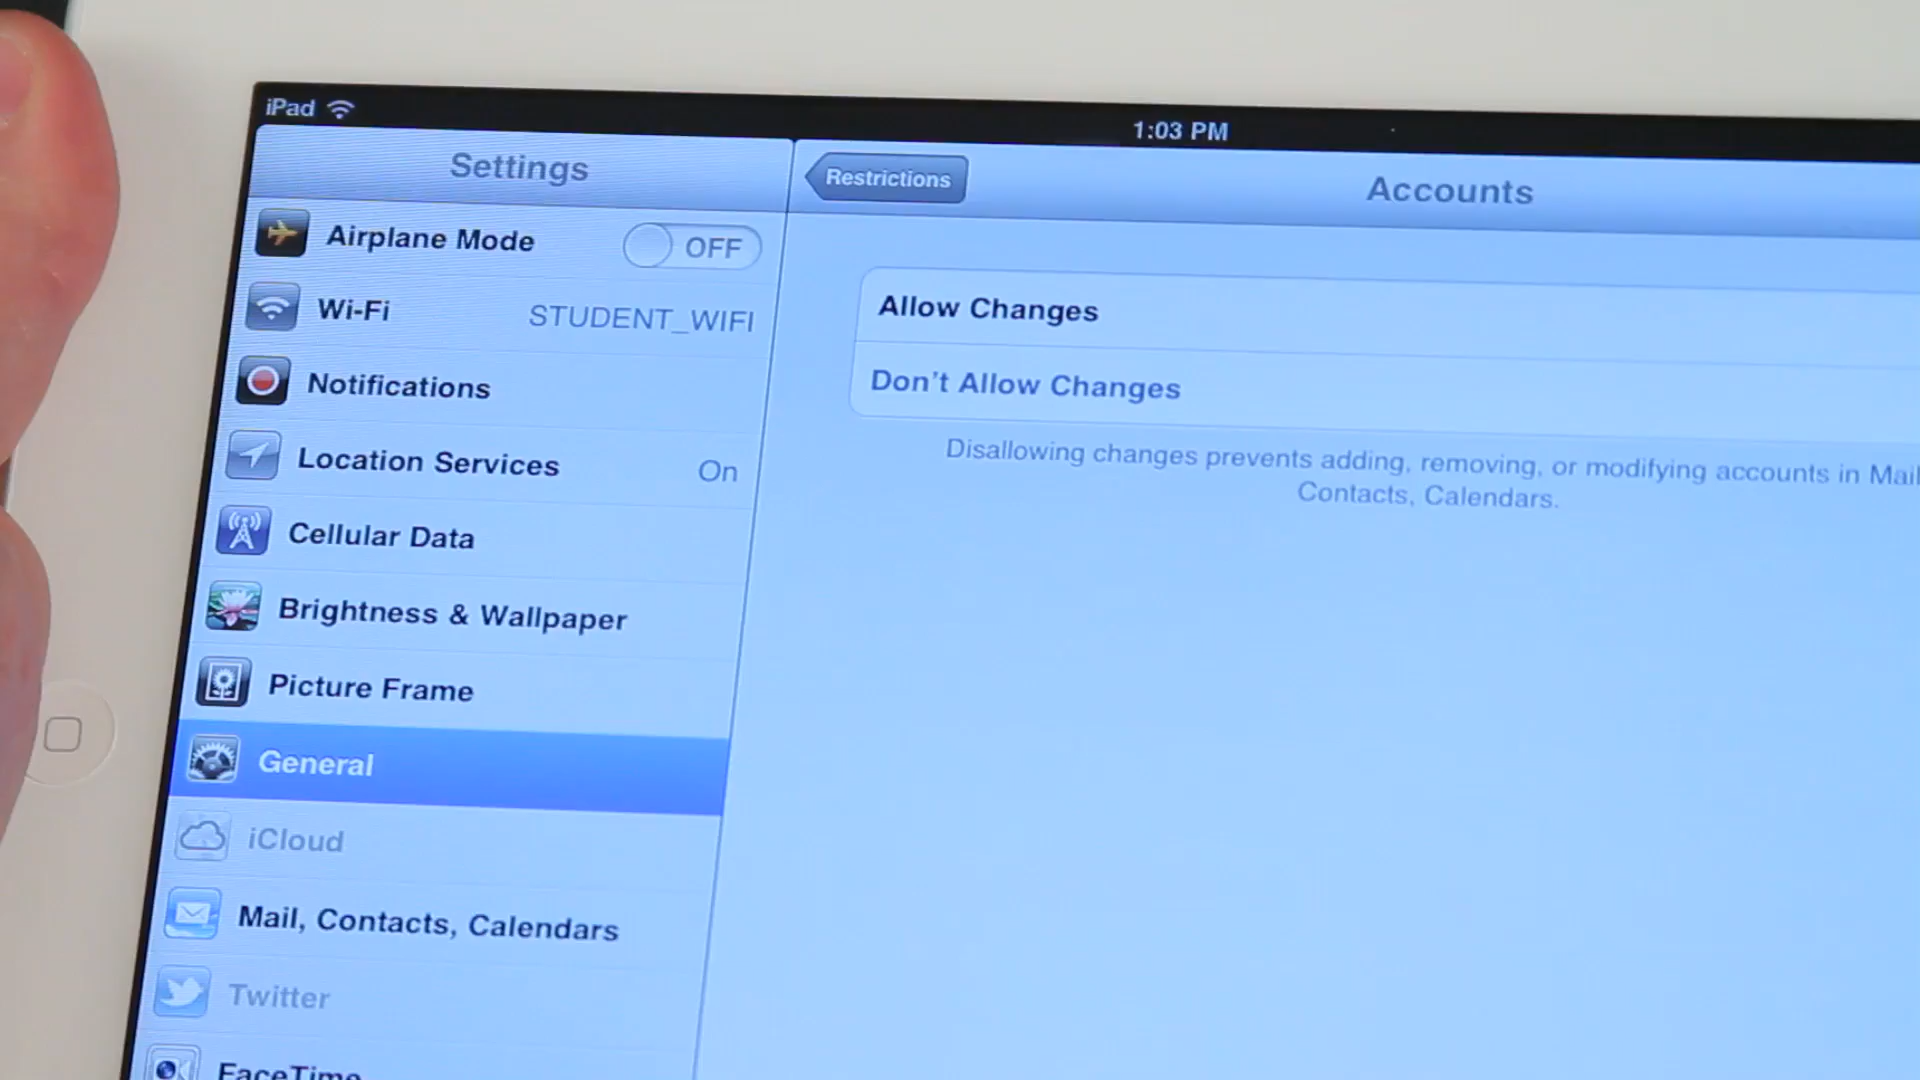 iPad
1:03 PM
Settings
Restrictions
Accounts
Airplane Mode
OFF
Wi-Fi
STUDENT_WIFI
Notifications
Location Services
On
Cellular Data
Brightness & Wallpaper
Picture Frame
General
iCloud
Mail, Contacts, Calendars
Twitter
FaceTime
Allow Changes
Don't Allow Changes
Disallowing changes prevents adding, removing, or modifying accounts in Mail
Contacts, Calendars.